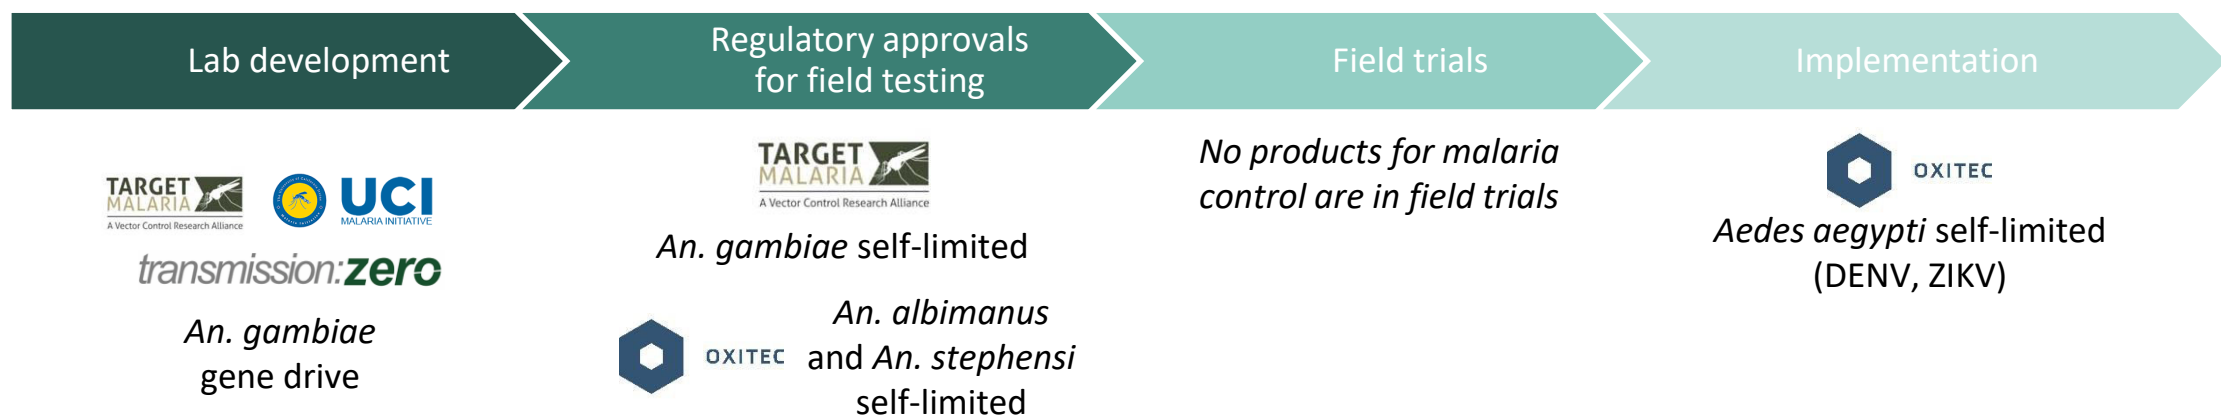 Lab development
Regulatory approvals
for field testing
Field trials
Implementation
TARGET
MALARIA
A Vector Control Research Alliance
UCI
MALARIA INITIATIVE
transmission:zero
An. gambiae
gene drive
TARGET
MALARIA
A Vector Control Research Alliance
An. gambiae self-limited
OXITEC
An. albimanus
and An. stephensi
self-limited
No products for malaria
control are in field trials
OXITEC
Aedes aegypti self-limited
(DENV, ZIKV)